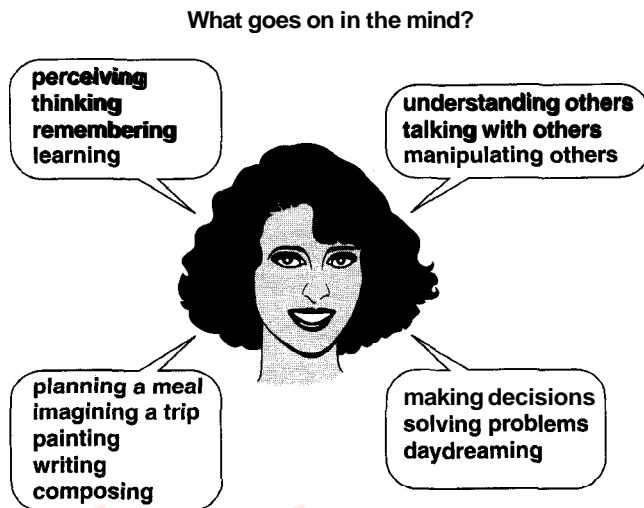 What goes on in the mind?
perceiving
thinking
remembering
learning
understanding others
talking with others
manipulating others
planning a meal
imagining a trip
painting
writing
composing
making decisions
solving problems
daydreaming